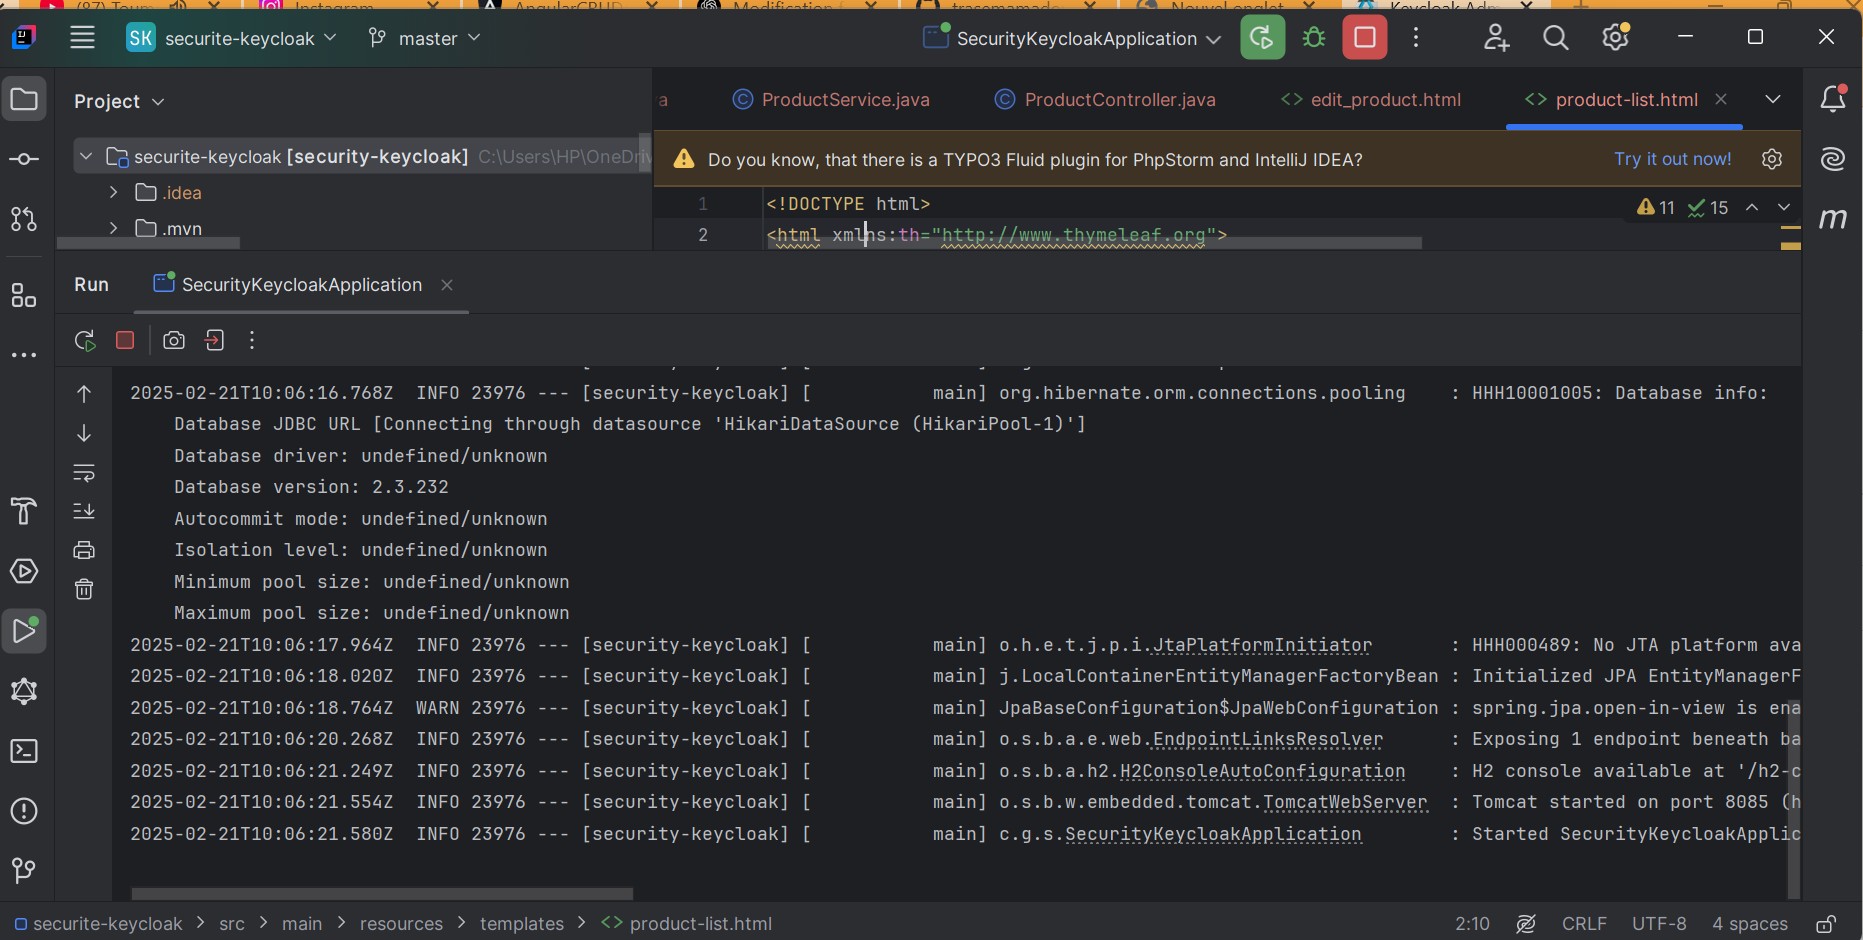 Instagram
SK securite-keycloak master SecurityKeycloakApplication
Project
ProductService.java ProductController.java edit_product.html product-list.html
securite-keycloak [security-keycloak] C:\Users\HP\OneDriv
.idea
.mvn
Do you know, that there is a TYPO3 Fluid plugin for PhpStorm and IntelliJ IDEA? Try it out now!
1 <!DOCTYPE html>
11 15
2 <html xmlns:th="http://www.thymeleaf.org">
Run SecurityKeycloakApplication
2025-02-21T10:06:16.768Z INFO 23976 --- [security-keycloak] [ main] org.hibernate.orm.connections.pooling : HHH10001005: Database info:
Database JDBC URL [Connecting through datasource 'HikariDataSource (HikariPool-1)']
Database driver: undefined/unknown
Database version: 2.3.232
Autocommit mode: undefined/unknown
Isolation level: undefined/unknown
Minimum pool size: undefined/unknown
Maximum pool size: undefined/unknown
2025-02-21T10:06:17.964Z INFO 23976 --- [security-keycloak] [ main] o.h.e.t.j.p.i.JtaPlatformInitiator : HHH000489: No JTA platform ava
2025-02-21T10:06:18.020Z INFO 23976 --- [security-keycloak] [ main] j.LocalContainerEntityManagerFactoryBean : Initialized JPA EntityManagerF
2025-02-21T10:06:18.764Z WARN 23976 --- [security-keycloak] [ main] JpaBaseConfiguration$JpaWebConfiguration : spring.jpa.open-in-view is ena
2025-02-21T10:06:20.268Z INFO 23976 --- [security-keycloak] [ main] o.s.b.a.e.web.EndpointLinksResolver : Exposing 1 endpoint beneath ba
2025-02-21T10:06:21.249Z INFO 23976 --- [security-keycloak] [ main] o.s.b.a.h2.H2ConsoleAutoConfiguration : H2 console available at '/h2-c
2025-02-21T10:06:21.554Z INFO 23976 --- [security-keycloak] [ main] o.s.b.w.embedded.tomcat.TomcatWebServer : Tomcat started on port 8085 (h
2025-02-21T10:06:21.580Z INFO 23976 --- [security-keycloak] [ main] c.g.s.SecurityKeycloakApplication : Started SecurityKeycloakApplic
securite-keycloak > src > main > resources > templates > product-list.html 2:10 CRLF UTF-8 4 spaces